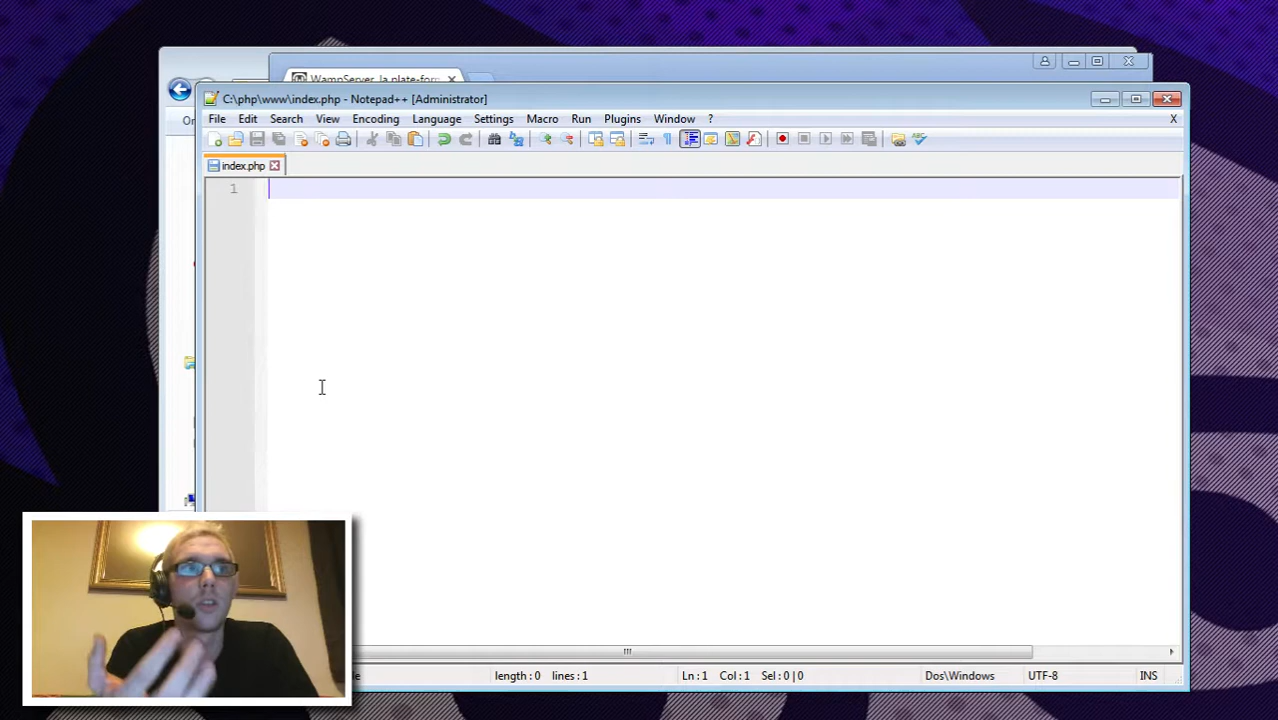 WampServer, la plate-form
C:\php\www\index.php - Notepad++ [Administrator]
File Edit Search View Encoding Language Settings Macro Run Plugins Window ? X
index.php
1
length : 0 lines : 1 Ln : 1 Col : 1 Sel : 0 | 0 Dos\Windows UTF-8 INS